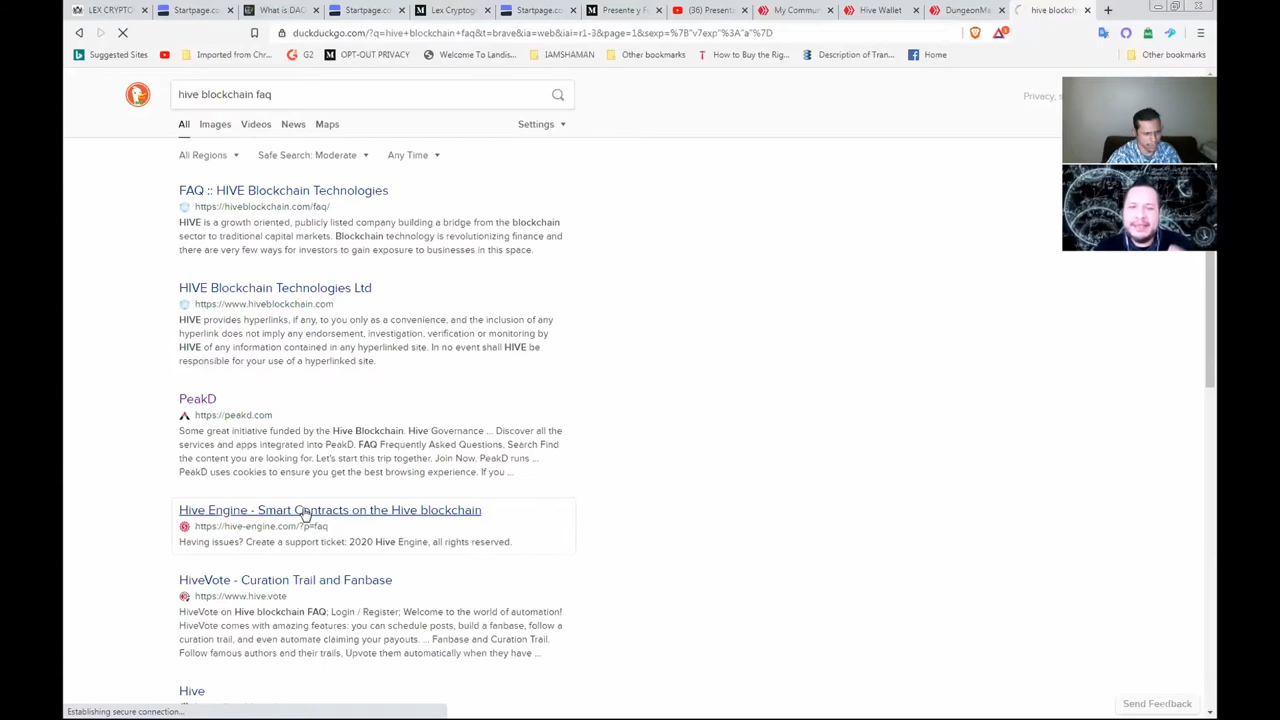 LEX CRYPTO
Startpage.co
What is DAC
Startpage.co
Lex Cryptog
Startpage.co
Presente y F
(36) Present
My Commun
Hive Wallet
DungeonMa
hive blockch
duckduckgo.com/?q=hive+blockchain+faq&t=brave&ia=web&iai=r1-3&page=1&sexp=%7B"v7exp"%3A"a"%7D
Suggested Sites
Imported from Chr...
G2
OPT-OUT PRIVACY
Welcome To Landis...
IAMSHAMAN
Other bookmarks
How to Buy the Rig...
Description of Tran...
Home
Other bookmarks
hive blockchain faq
Privacy, s
All Images Videos News Maps Settings
All Regions Safe Search: Moderate Any Time
FAQ :: HIVE Blockchain Technologies
https://hiveblockchain.com/faq/
HIVE is a growth oriented, publicly listed company building a bridge from the blockchain
sector to traditional capital markets. Blockchain technology is revolutionizing finance and
there are very few ways for investors to gain exposure to businesses in this space.
HIVE Blockchain Technologies Ltd
https://www.hiveblockchain.com
HIVE provides hyperlinks, if any, to you only as a convenience, and the inclusion of any
hyperlink does not imply any endorsement, investigation, verification or monitoring by
HIVE of any information contained in any hyperlinked site. In no event shall HIVE be
responsible for your use of a hyperlinked site.
PeakD
https://peakd.com
Some great initiative funded by the Hive Blockchain. Hive Governance ... Discover all the
services and apps integrated into PeakD. FAQ Frequently Asked Questions. Search Find
the content you are looking for. Let's start this trip together. Join Now. PeakD runs ...
PeakD uses cookies to ensure you get the best browsing experience. If you ...
Hive Engine - Smart Contracts on the Hive blockchain
https://hive-engine.com/?p=faq
Having issues? Create a support ticket: 2020 Hive Engine, all rights reserved.
HiveVote - Curation Trail and Fanbase
https://www.hive.vote
HiveVote on Hive blockchain FAQ; Login / Register; Welcome to the world of automation!
HiveVote comes with amazing features: you can schedule posts, build a fanbase, follow a
curation trail, and even automate claiming your payouts. ... Fanbase and Curation Trail.
Follow famous authors and their trails, Upvote them automatically when they have ...
Hive
Send Feedback
Establishing secure connection...